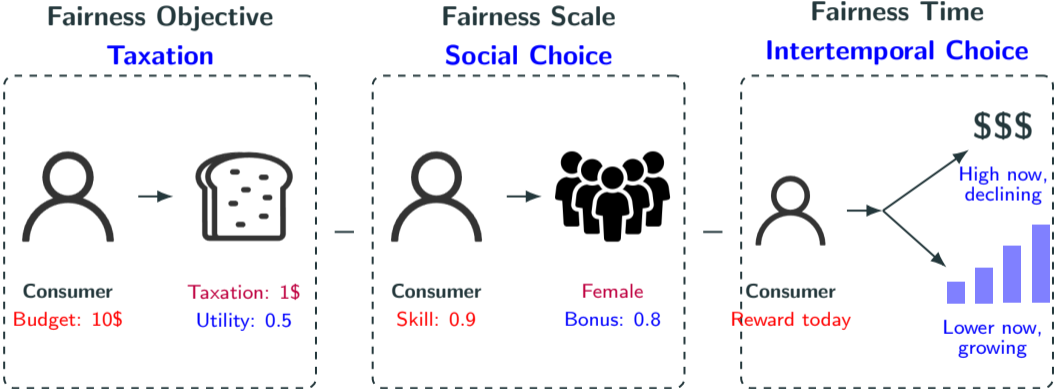 Fairness Objective
Taxation
Consumer
Budget: 10$
Taxation: 1$
Utility: 0.5
Fairness Scale
Social Choice
Consumer
Skill: 0.9
Female
Bonus: 0.8
Fairness Time
Intertemporal Choice
Consumer
Reward today
$$$
High now,
declining
Lower now,
growing